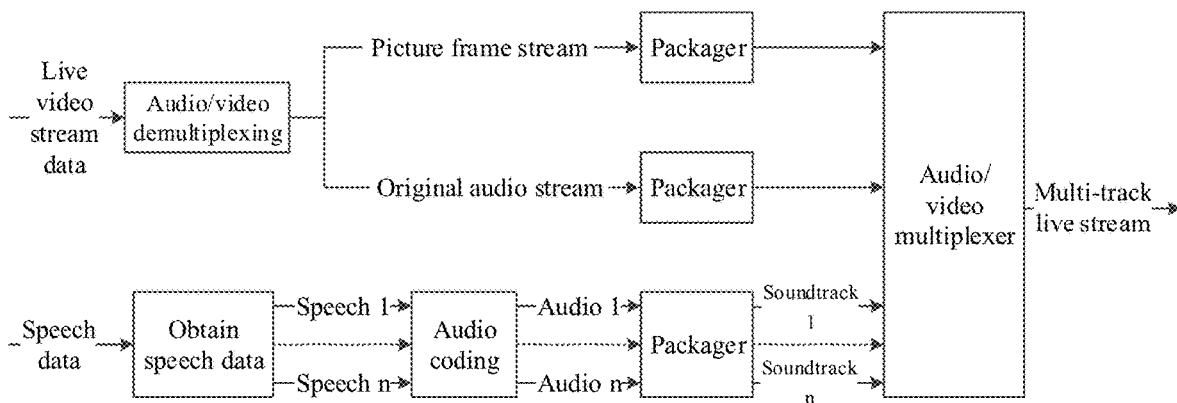 Live
video
stream
data
Audio/video
demultiplexing
Picture frame stream
Packager
Original audio stream
Packager
Audio/
video
multiplexer
Multi-track
live stream
Speech
data
Obtain
speech data
Speech 1
Speech n
Audio
coding
Audio 1
Audio n
Packager
Soundtrack
1
Soundtrack
n